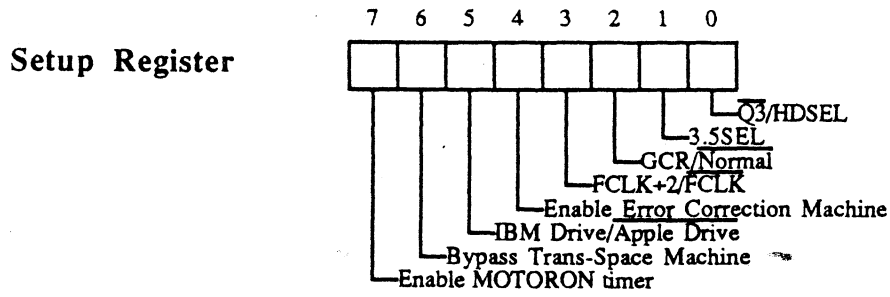 7 6 5 4 3 2 1 0
Setup Register
Q3/HDSEL
3.5SEL
GCR/Normal
FCLK+2/FCLK
Enable Error Correction Machine
IBM Drive/Apple Drive
Bypass Trans-Space Machine
Enable MOTORON timer